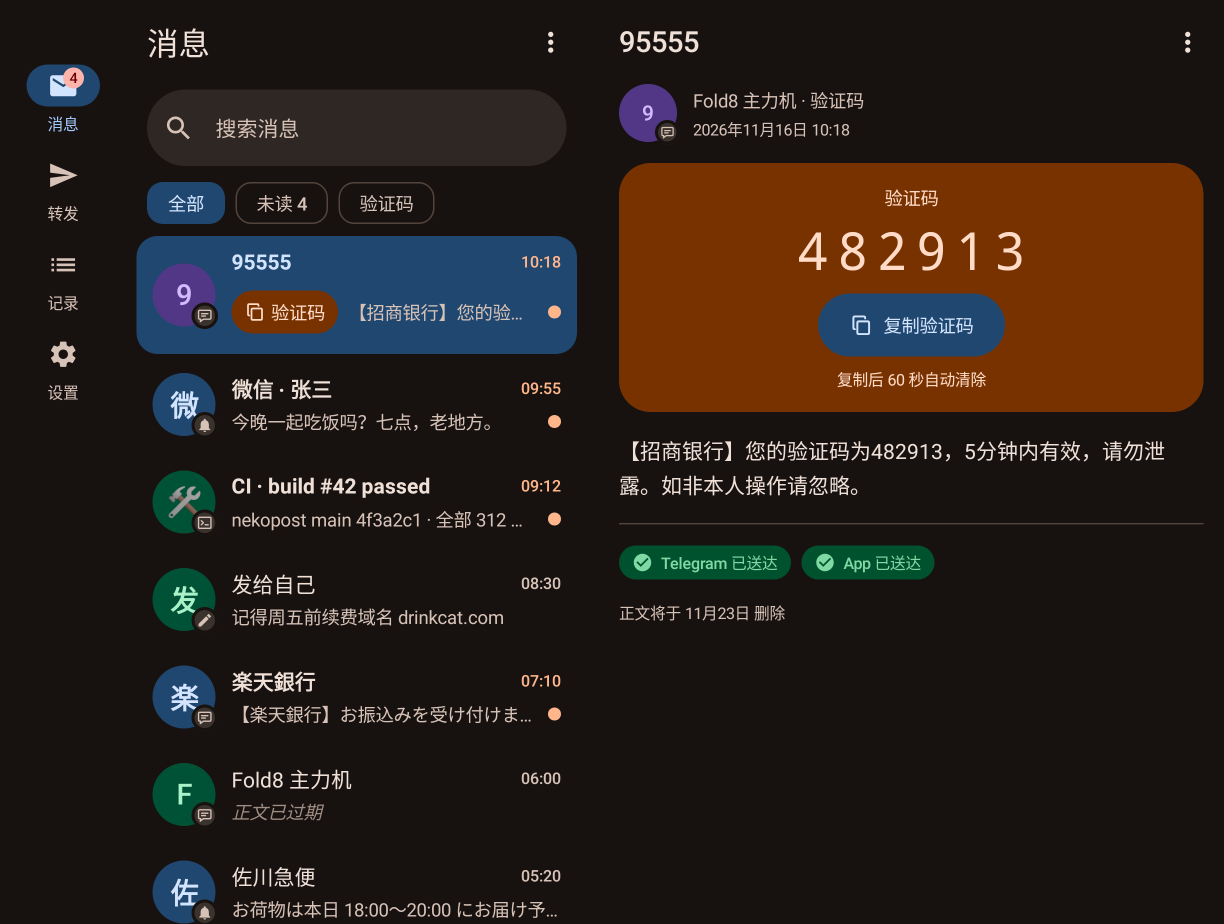 4
消息
转发
记录
设置
消息
搜索消息
全部
未读 4
验证码
9
95555
10:18
验证码
【招商银行】您的验...
微
微信 · 张三
09:55
今晚一起吃饭吗？七点，老地方。
CI · build #42 passed
09:12
nekopost main 4f3a2c1 · 全部 312 ...
发
发给自己
08:30
记得周五前续费域名 drinkcat.com
楽
楽天銀行
07:10
【楽天銀行】お振込みを受け付けま...
F
Fold8 主力机
06:00
正文已过期
佐
佐川急便
05:20
お荷物は本日 18:00〜20:00 にお届け予...
95555
9
Fold8 主力机 · 验证码
2026年11月16日 10:18
验证码
482913
复制验证码
复制后 60 秒自动清除
【招商银行】您的验证码为482913，5分钟内有效，请勿泄
露。如非本人操作请忽略。
Telegram 已送达
App 已送达
正文将于 11月23日 删除